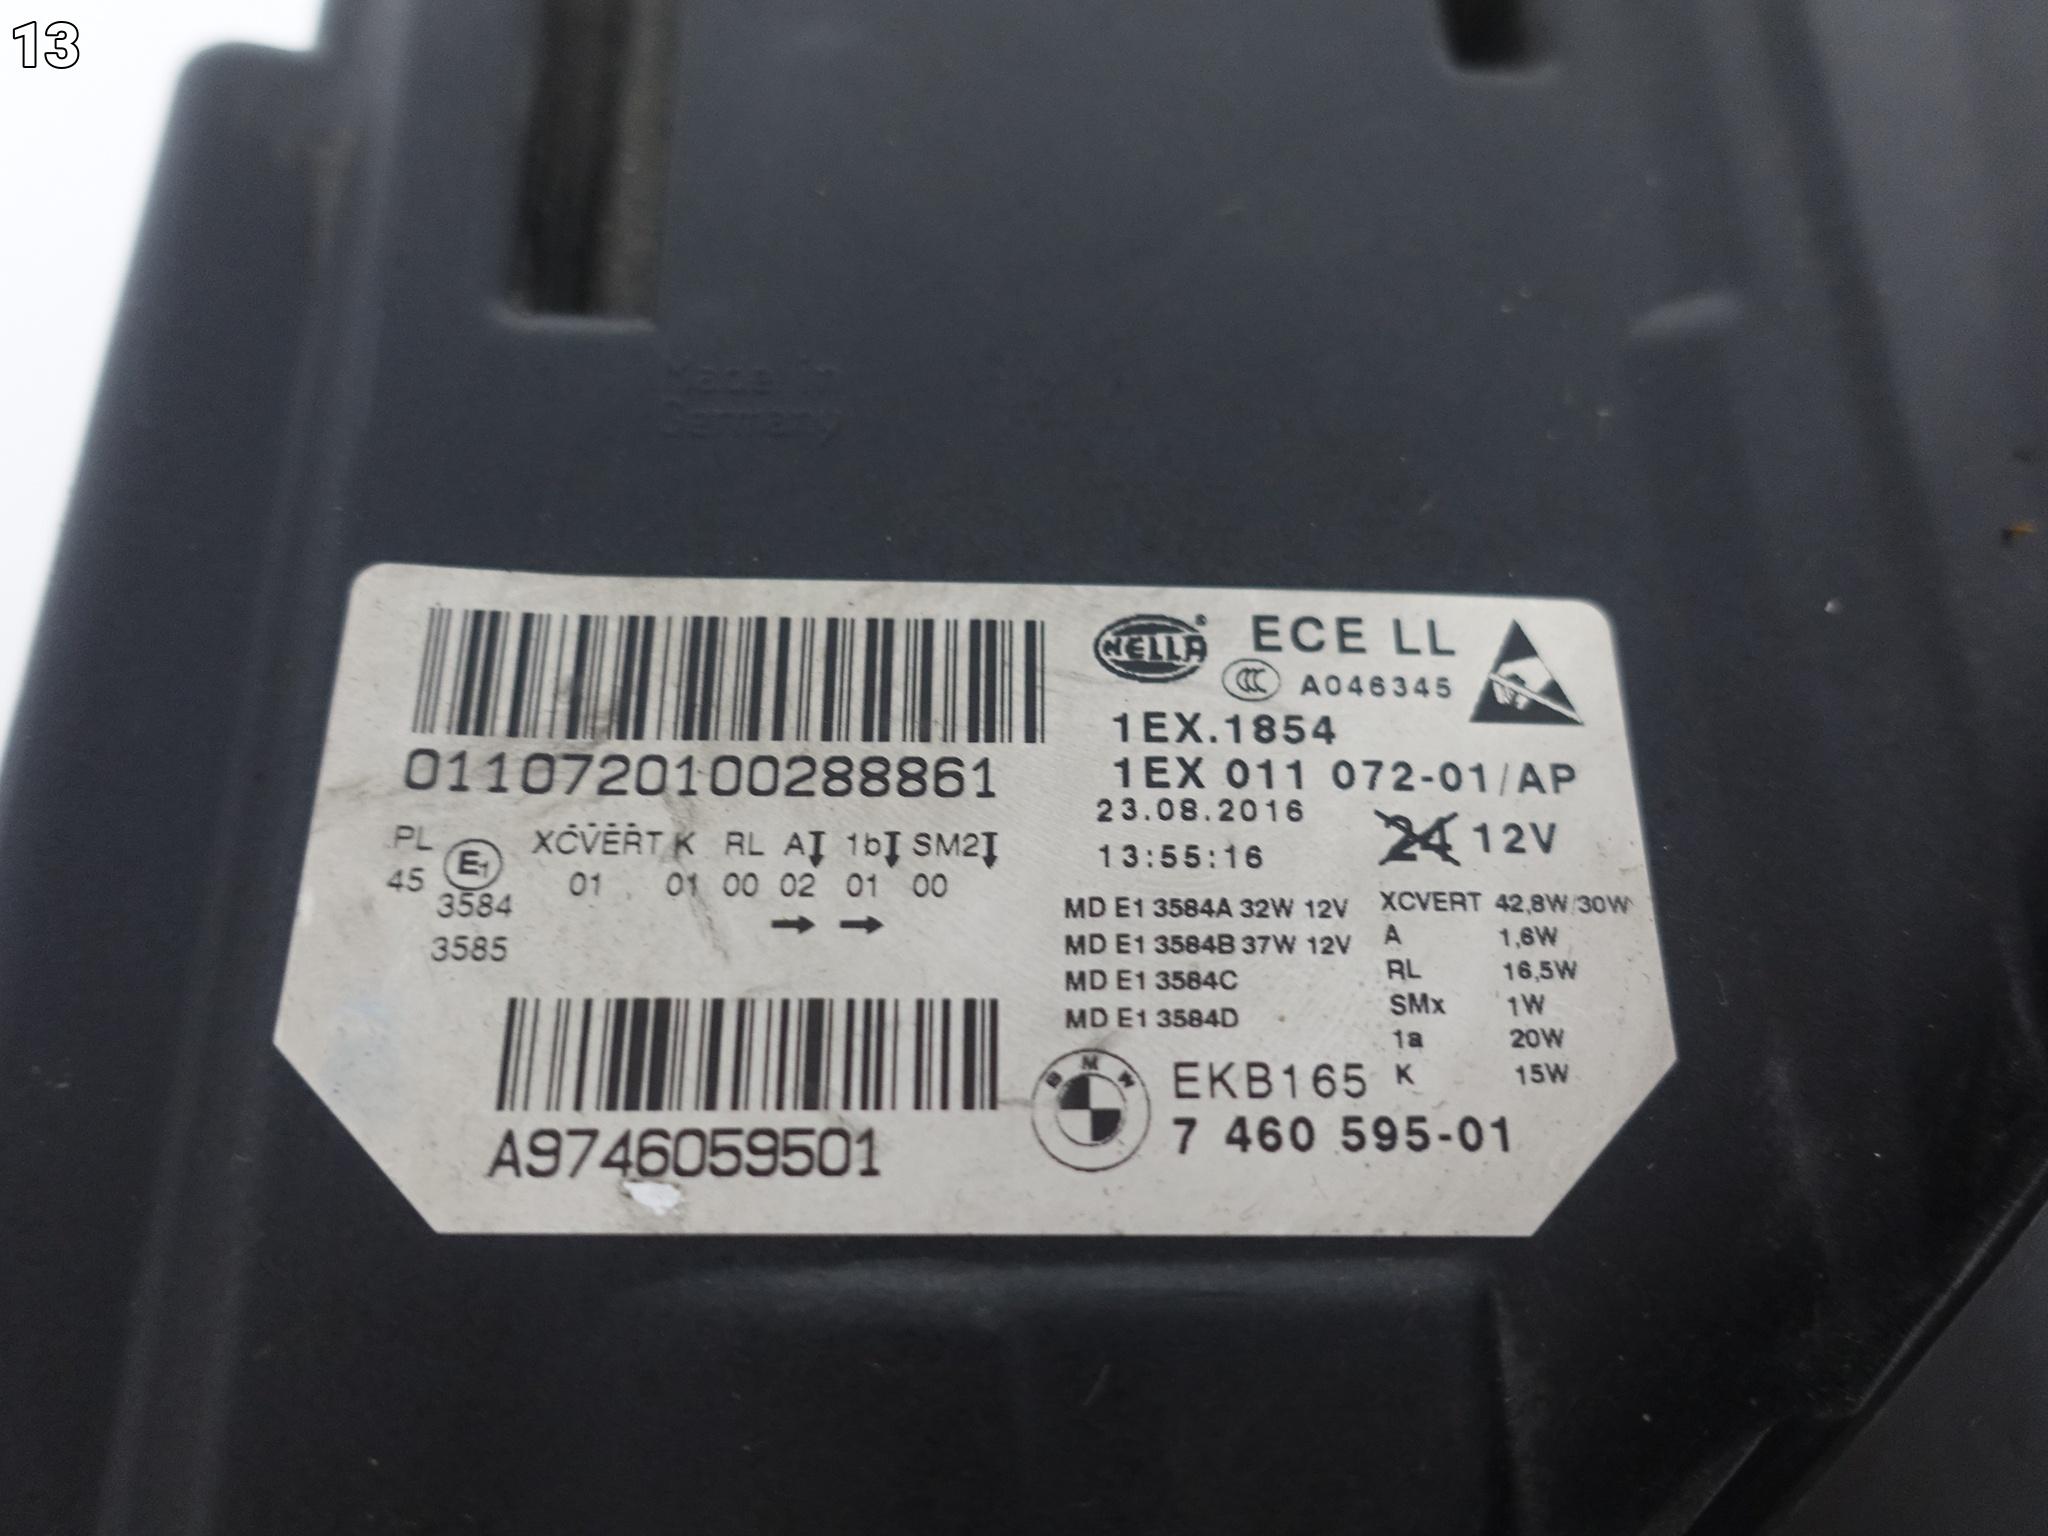 13
Made in
Germany
HELLA®
ECE LL
CCC A046345
1EX.1854
1EX 011 072-01/AP
23.08.2016
13:55:16
24 12V
0110720100288861
PL E1 XCVERT K RL A 1b SM2
45 01 01 00 02 01 00
3584 → →
3585
MD E1 3584A 32W 12V
MD E1 3584B 37W 12V
MD E1 3584C
MD E1 3584D
XCVERT 42,8W/30W
A 1,6W
RL 16,5W
SMx 1W
1a 20W
K 15W
A9746059501
BMW
EKB165
7 460 595-01